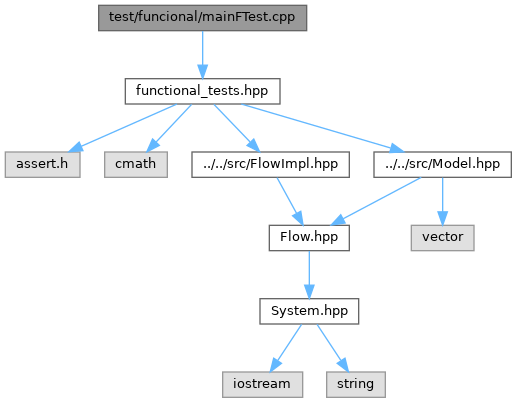 test/funcional/mainFTest.cpp
functional_tests.hpp
assert.h
cmath
../../src/FlowImpl.hpp
../../src/Model.hpp
Flow.hpp
vector
System.hpp
iostream
string